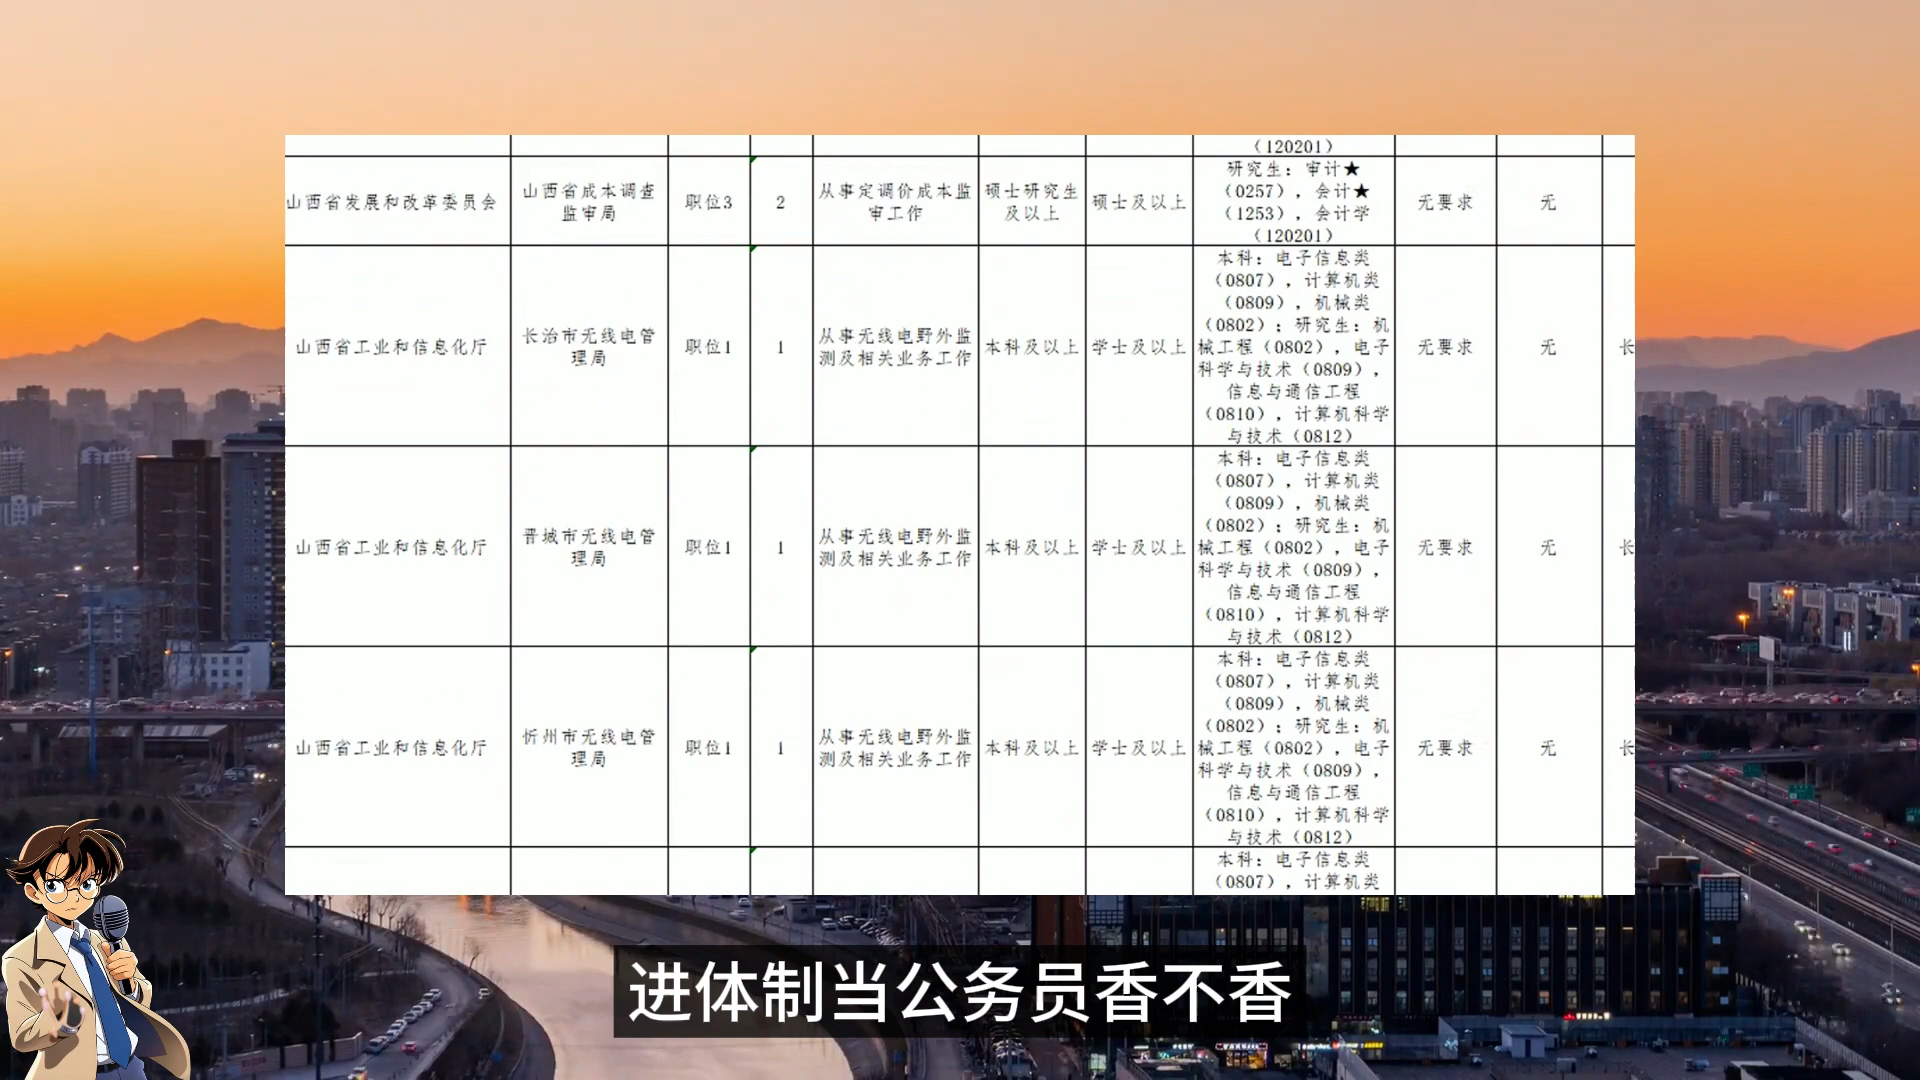 (120201)
山西省发展和改革委员会
山西省成本调查
监审局
职位3
2
从事定调价成本监
审工作
硕士研究生
及以上
硕士及以上
研究生：审计★
(0257)，会计★
(1253)，会计学
(120201)
无要求
无
山西省工业和信息化厅
长治市无线电管
理局
职位1
1
从事无线电野外监
测及相关业务工作
本科及以上
学士及以上
本科：电子信息类
(0807)，计算机类
(0809)，机械类
(0802)；研究生：机
械工程(0802)，电子
科学与技术(0809)，
信息与通信工程
(0810)，计算机科学
与技术(0812)
无要求
无
长
山西省工业和信息化厅
晋城市无线电管
理局
职位1
1
从事无线电野外监
测及相关业务工作
本科及以上
学士及以上
本科：电子信息类
(0807)，计算机类
(0809)，机械类
(0802)；研究生：机
械工程(0802)，电子
科学与技术(0809)，
信息与通信工程
(0810)，计算机科学
与技术(0812)
无要求
无
长
山西省工业和信息化厅
忻州市无线电管
理局
职位1
1
从事无线电野外监
测及相关业务工作
本科及以上
学士及以上
本科：电子信息类
(0807)，计算机类
(0809)，机械类
(0802)；研究生：机
械工程(0802)，电子
科学与技术(0809)，
信息与通信工程
(0810)，计算机科学
与技术(0812)
无要求
无
长
本科：电子信息类
(0807)，计算机类
进体制当公务员香不香